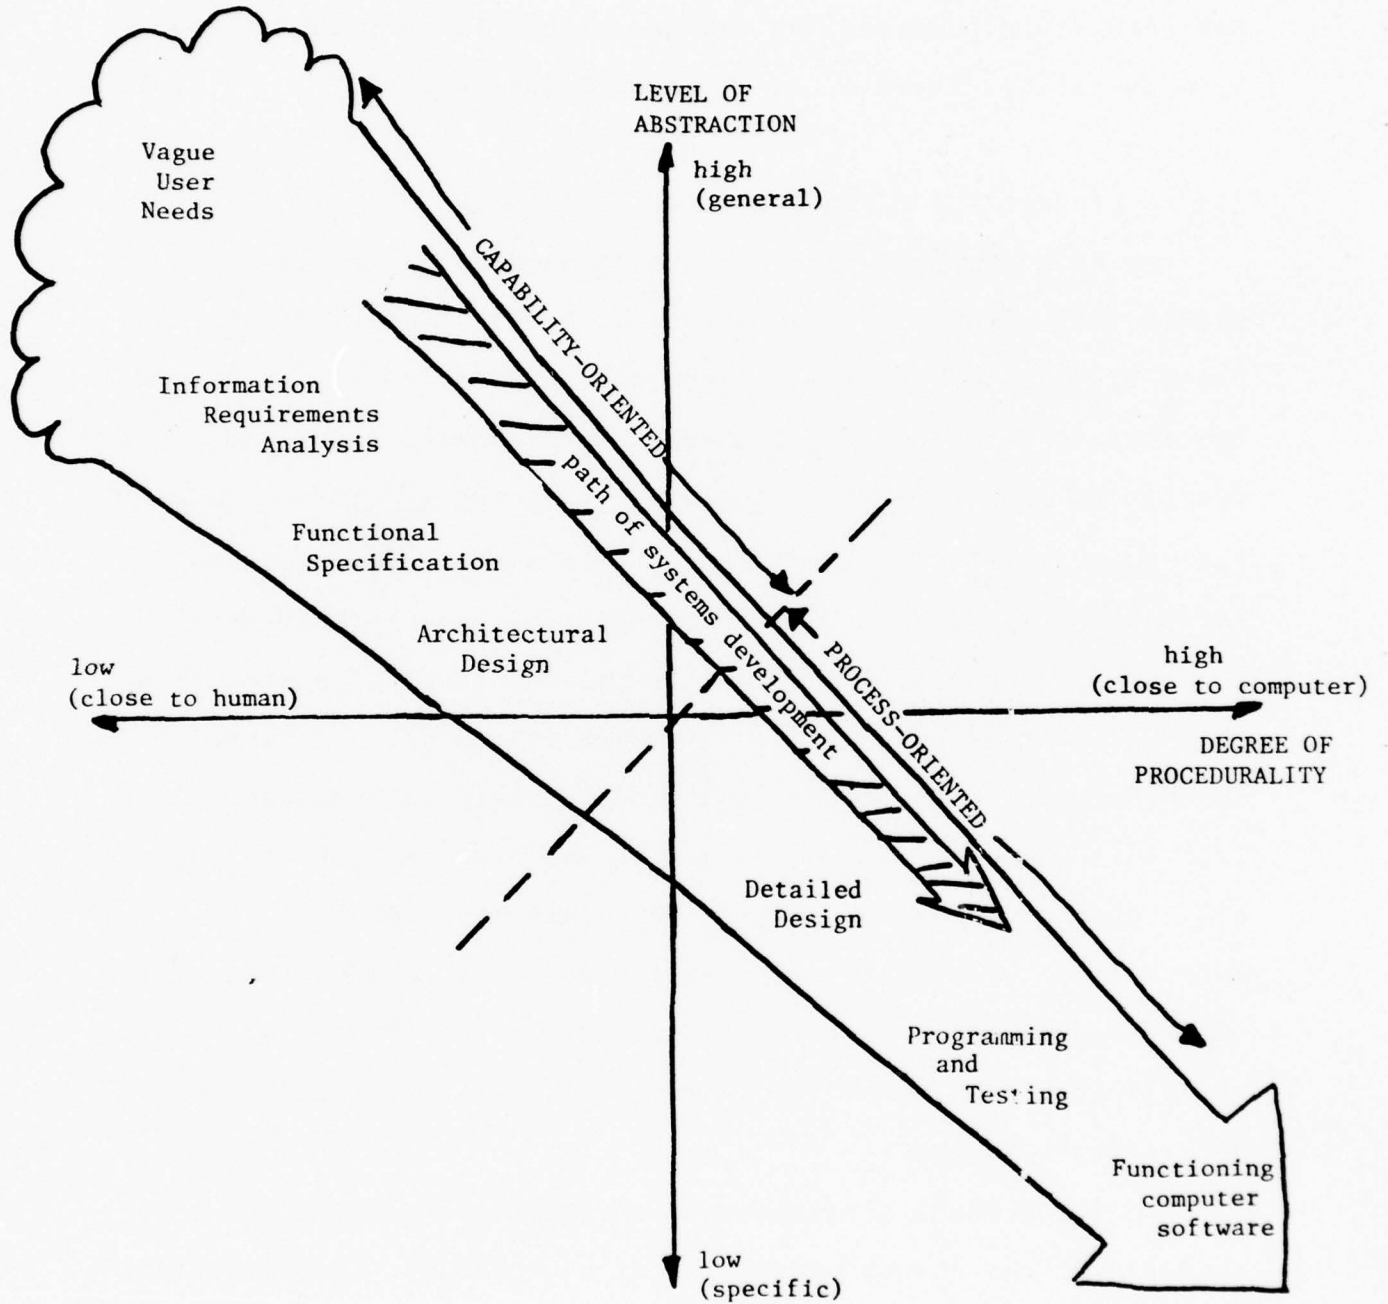 LEVEL OF
ABSTRACTION
high
(general)
Vague
User
Needs
CAPABILITY-ORIENTED
Information
Requirements
Analysis
path of systems development
Functional
Specification
Architectural
Design
low
(close to human)
PROCESS-ORIENTED
high
(close to computer)
DEGREE OF
PROCEDURALITY
Detailed
Design
Programming
and
Testing
Functioning
computer
software
low
(specific)